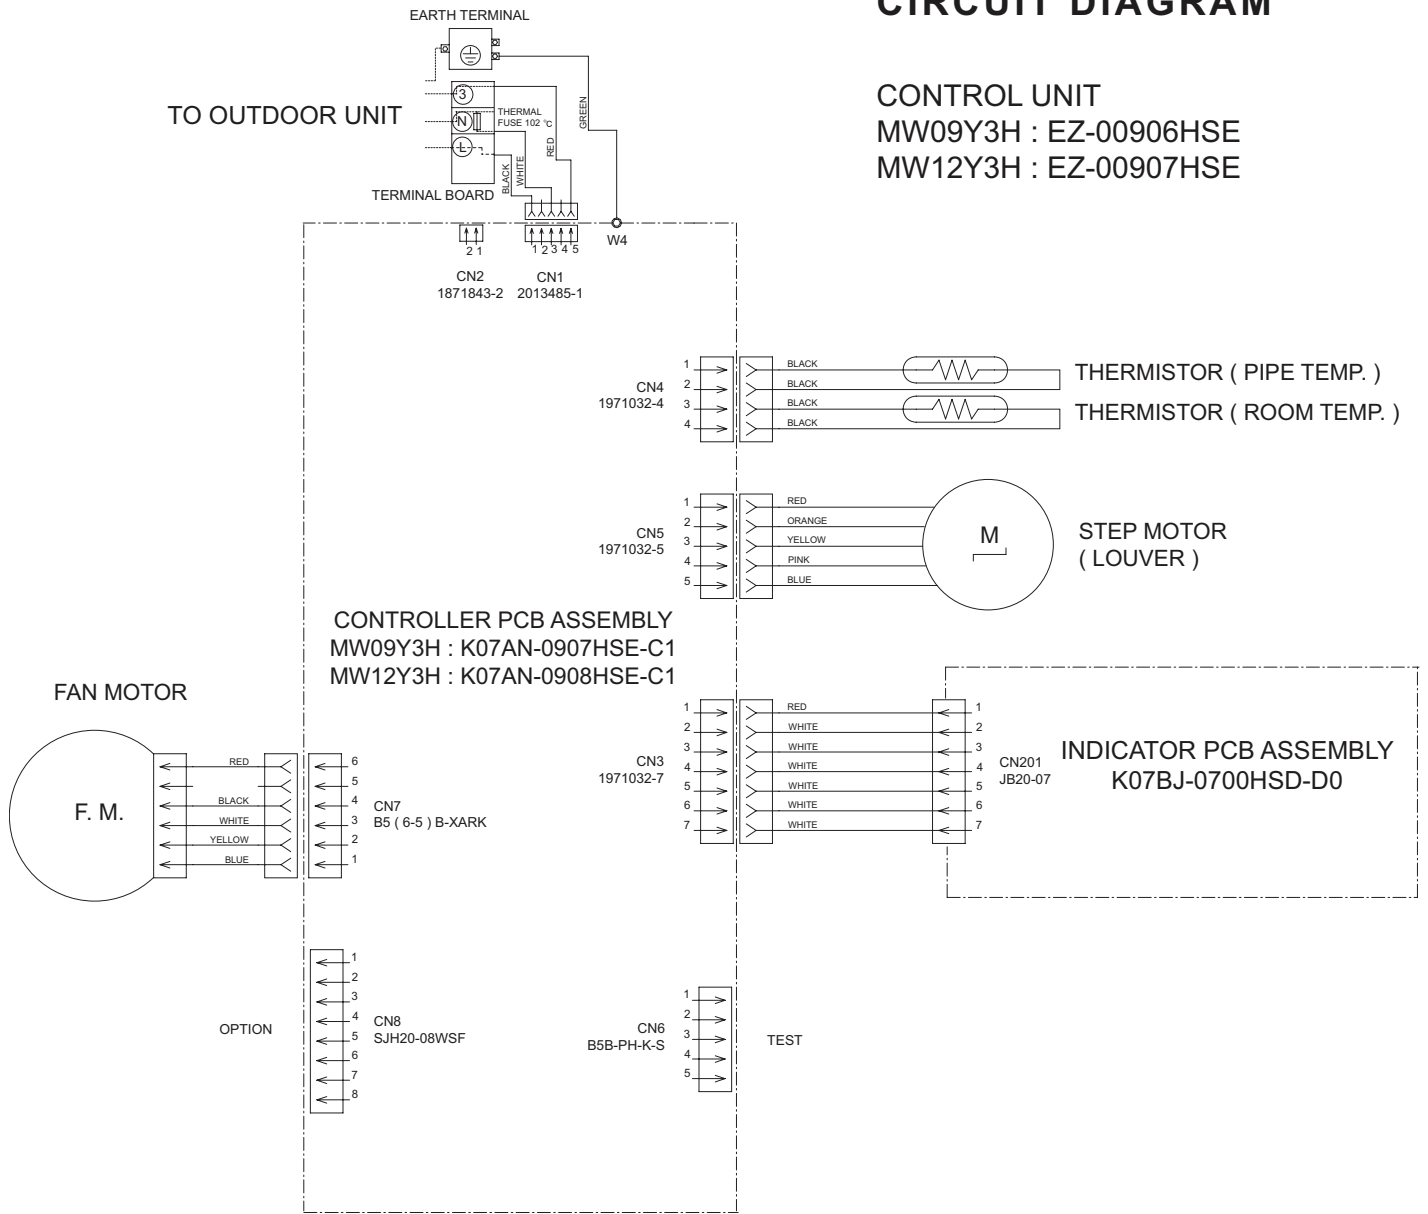 CIRCUIT DIAGRAM
CONTROL UNIT
MW09Y3H : EZ-00906HSE
MW12Y3H : EZ-00907HSE
EARTH TERMINAL
TO OUTDOOR UNIT
3
N
L
THERMAL
FUSE 102 °C
TERMINAL BOARD
BLACK
WHITE
RED
GREEN
W4
2 1
1 2 3 4 5
CN2
1871843-2
CN1
2013485-1
CN4
1971032-4
1 BLACK
2 BLACK
3 BLACK
4 BLACK
THERMISTOR ( PIPE TEMP. )
THERMISTOR ( ROOM TEMP. )
CN5
1971032-5
1 RED
2 ORANGE
3 YELLOW
4 PINK
5 BLUE
M
STEP MOTOR
( LOUVER )
CONTROLLER PCB ASSEMBLY
MW09Y3H : K07AN-0907HSE-C1
MW12Y3H : K07AN-0908HSE-C1
CN3
1971032-7
1 RED 1
2 WHITE 2
3 WHITE 3
4 WHITE 4
5 WHITE 5
6 WHITE 6
7 WHITE 7
CN201
JB20-07
INDICATOR PCB ASSEMBLY
K07BJ-0700HSD-D0
FAN MOTOR
F. M.
RED 6
5
BLACK 4
WHITE 3
YELLOW 2
BLUE 1
CN7
B5 ( 6-5 ) B-XARK
OPTION
1
2
3
4
5
6
7
8
CN8
SJH20-08WSF
CN6
B5B-PH-K-S
1
2
3
4
5
TEST